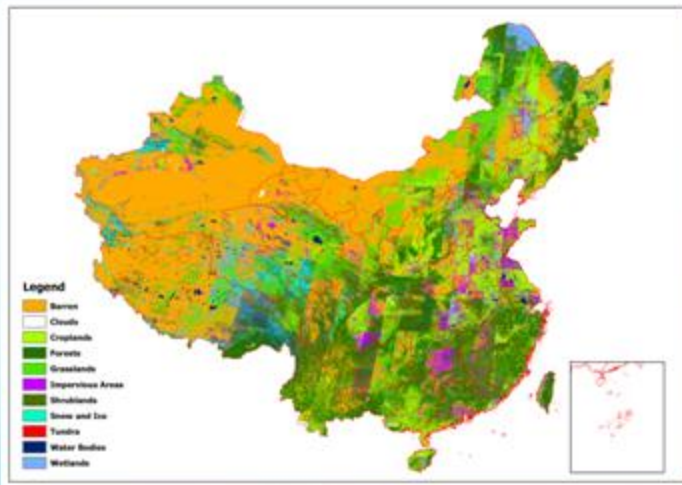 Legend
Barren
Clouds
Croplands
Forests
Grasslands
Impervious Areas
Shrublands
Snow and Ice
Tundra
Water Bodies
Wetlands